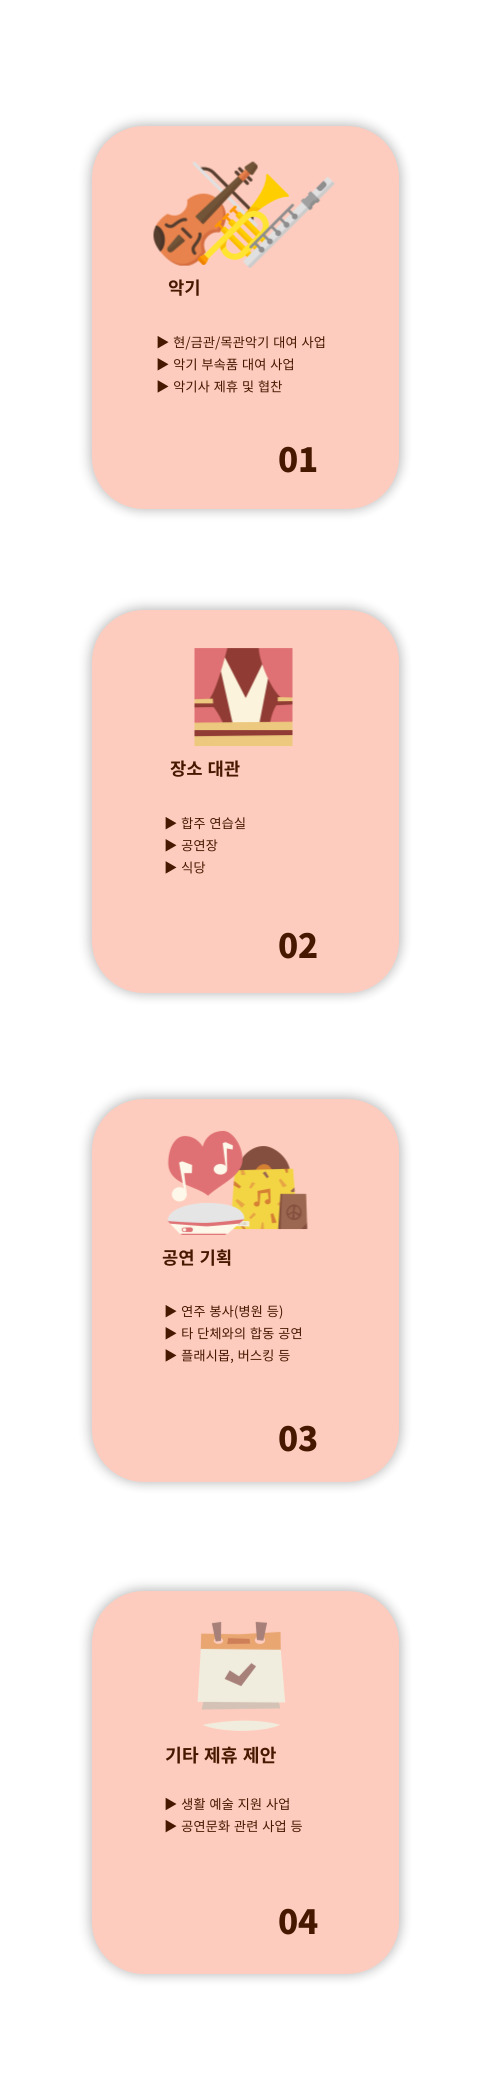 악기
▶ 현/금관/목관악기 대여 사업
▶ 악기 부속품 대여 사업
▶ 악기사 제휴 및 협찬
01
장소 대관
▶ 합주 연습실
▶ 공연장
▶ 식당
02
공연 기획
▶ 연주 봉사(병원 등)
▶ 타 단체와의 합동 공연
▶ 플래시몹, 버스킹 등
03
기타 제휴 제안
▶ 생활 예술 지원 사업
▶ 공연문화 관련 사업 등
04